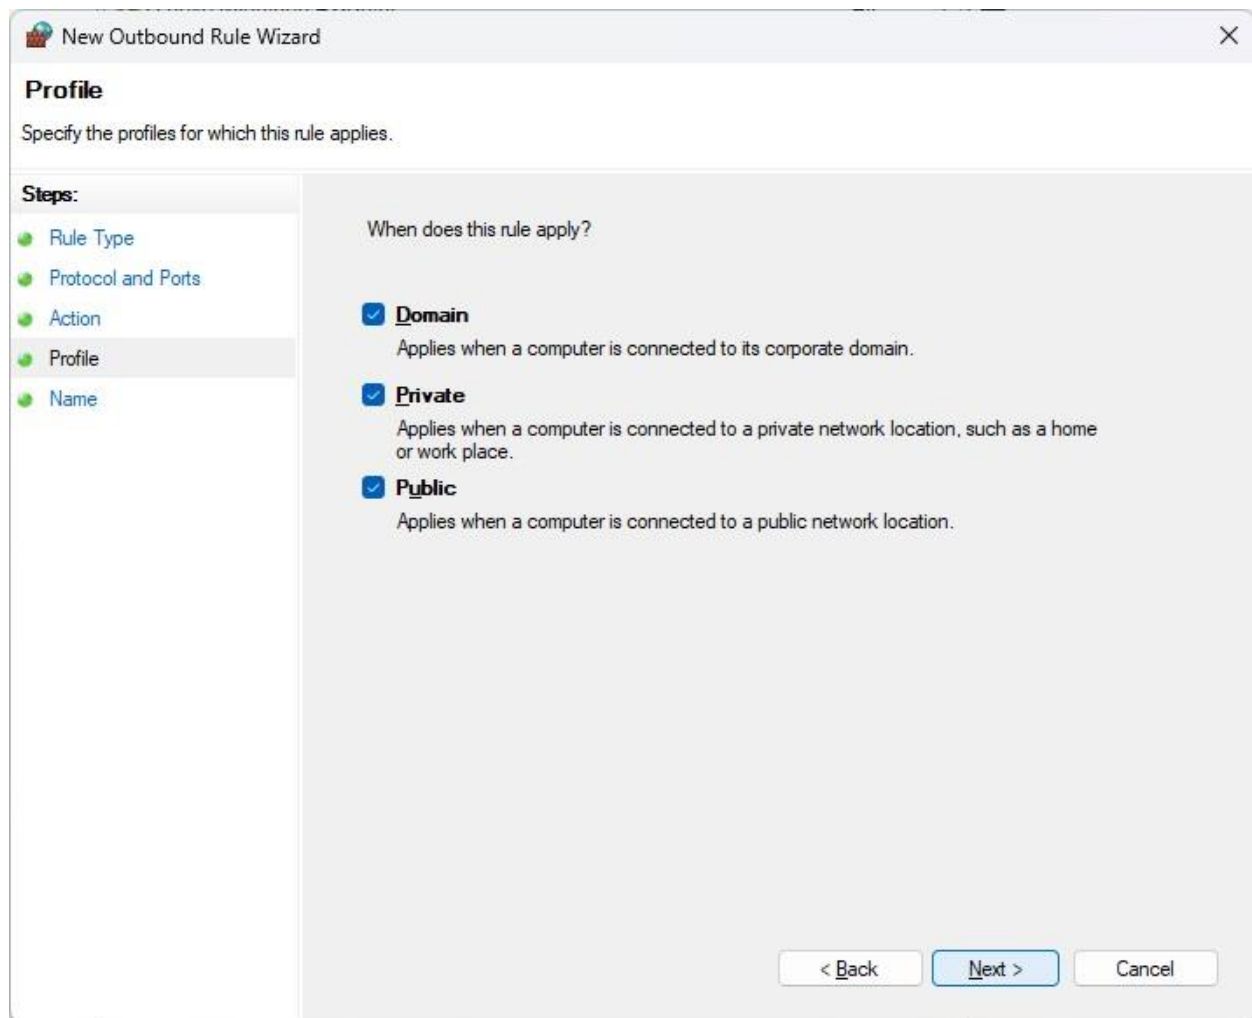 New Outbound Rule Wizard
Profile
Specify the profiles for which this rule applies.
Steps:
Rule Type
Protocol and Ports
Action
Profile
Name
When does this rule apply?
Domain
Applies when a computer is connected to its corporate domain.
Private
Applies when a computer is connected to a private network location, such as a home
or work place.
Public
Applies when a computer is connected to a public network location.
< Back
Next >
Cancel